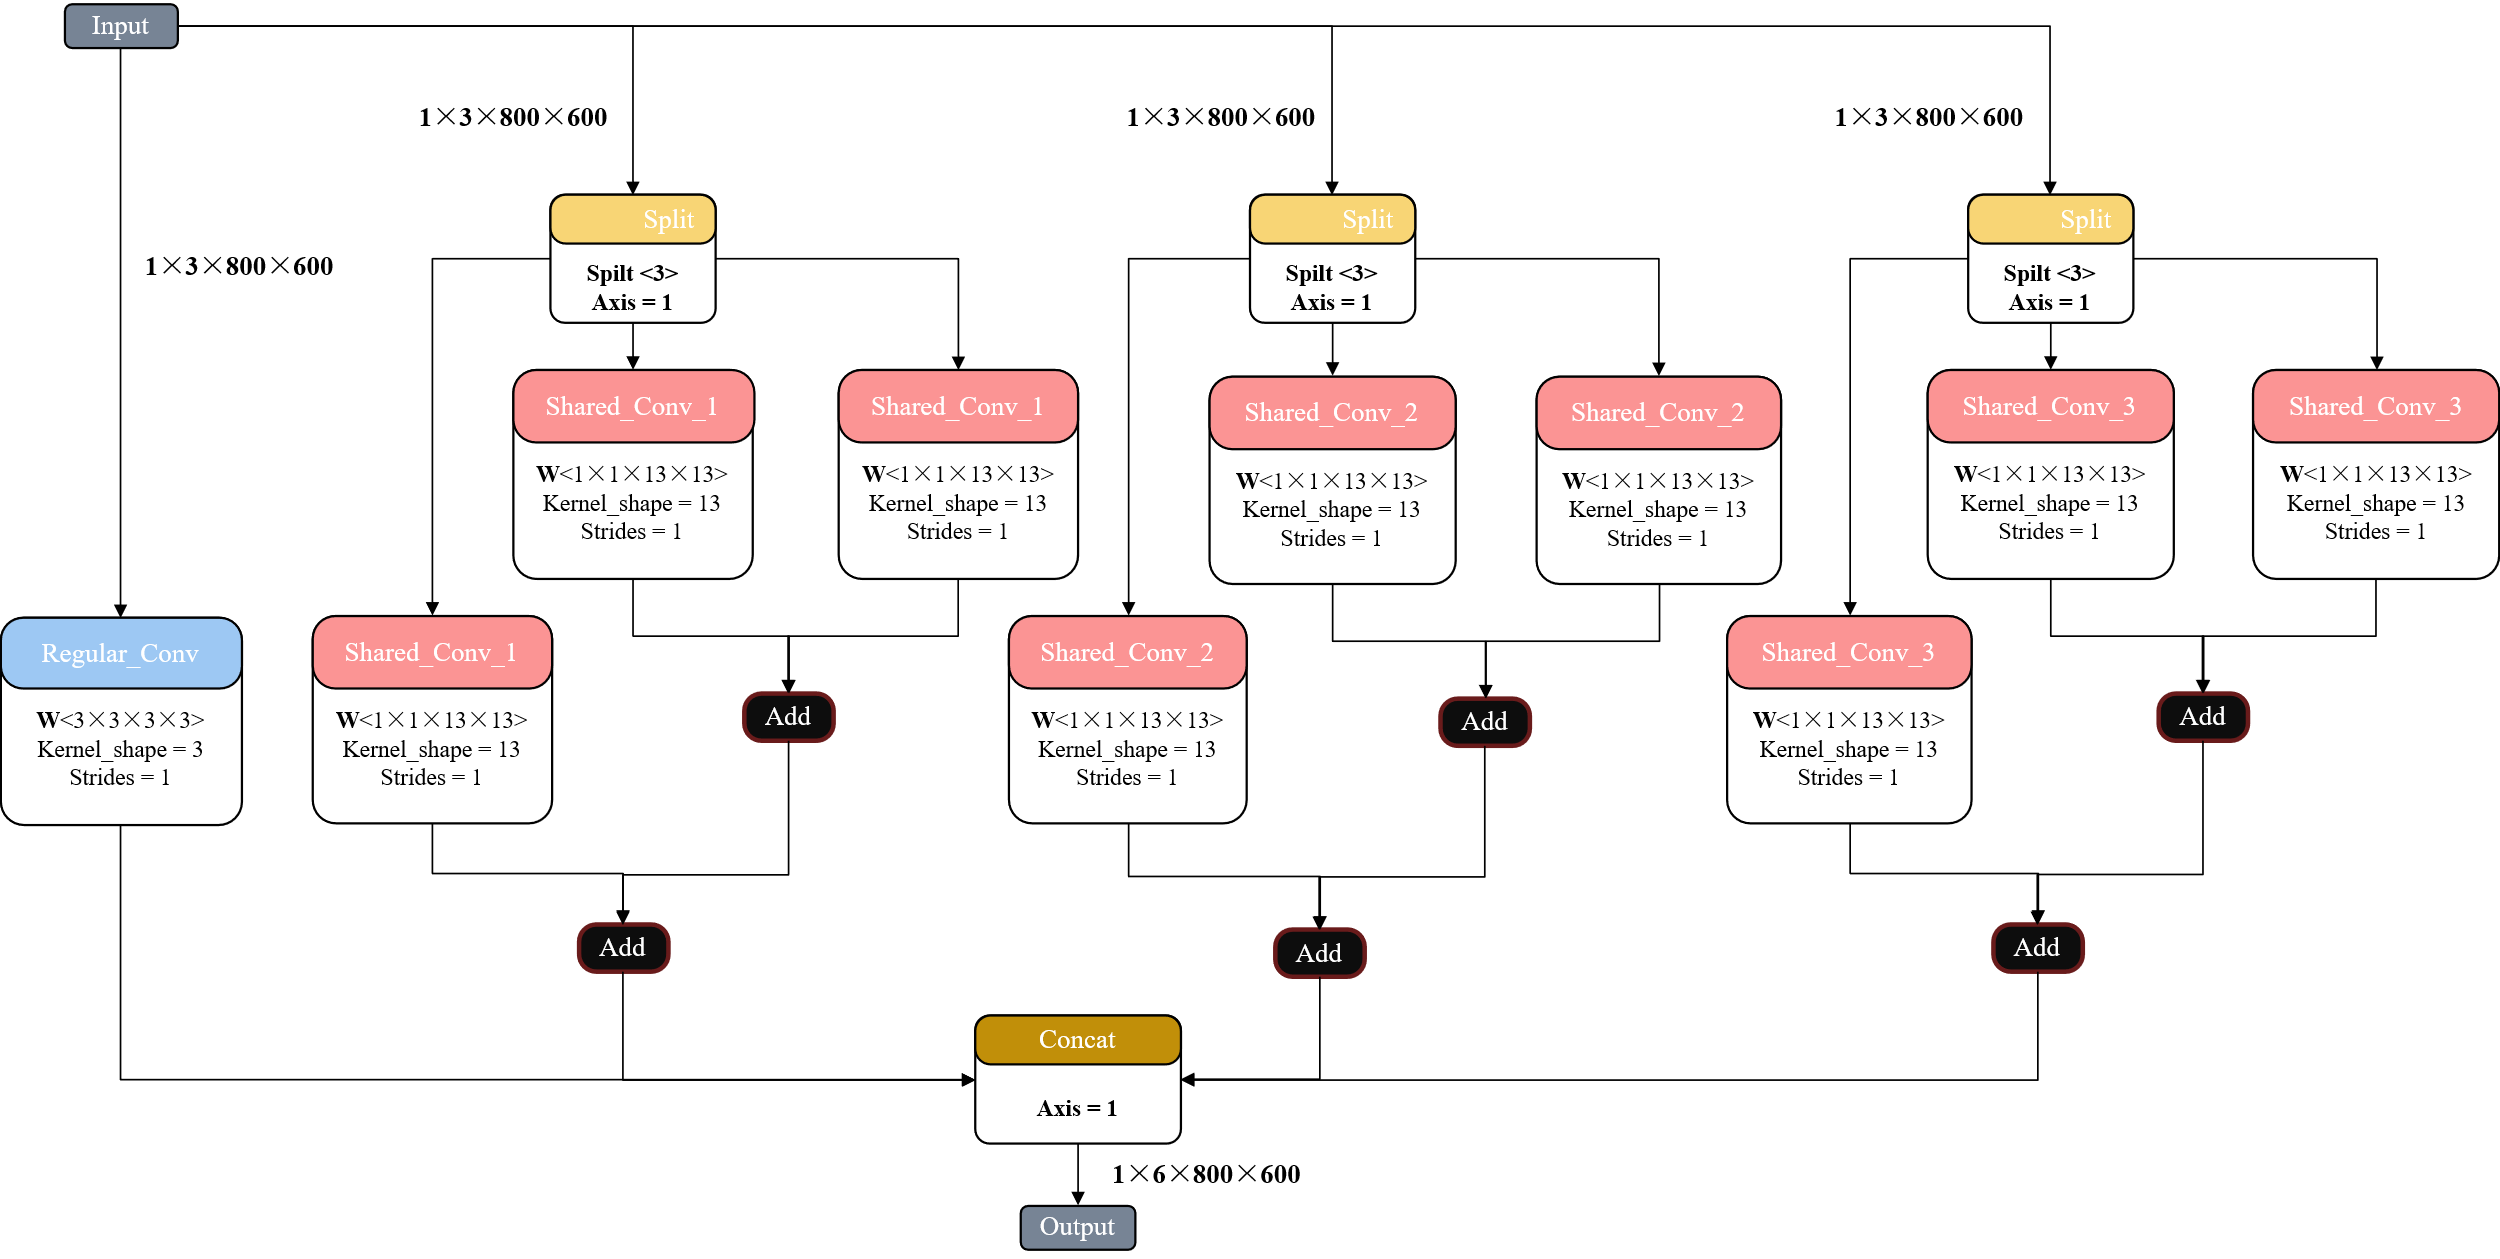 Input
1×3×800×600
1×3×800×600
1×3×800×600
Split
Split
Split
1×3×800×600
Spilt <3>
Axis = 1
Spilt <3>
Axis = 1
Spilt <3>
Axis = 1
Shared_Conv_1
W<1×1×13×13>
Kernel_shape = 13
Strides = 1
Shared_Conv_1
W<1×1×13×13>
Kernel_shape = 13
Strides = 1
Shared_Conv_2
W<1×1×13×13>
Kernel_shape = 13
Strides = 1
Shared_Conv_2
W<1×1×13×13>
Kernel_shape = 13
Strides = 1
Shared_Conv_3
W<1×1×13×13>
Kernel_shape = 13
Strides = 1
Shared_Conv_3
W<1×1×13×13>
Kernel_shape = 13
Strides = 1
Regular_Conv
W<3×3×3×3>
Kernel_shape = 3
Strides = 1
Shared_Conv_1
W<1×1×13×13>
Kernel_shape = 13
Strides = 1
Add
Shared_Conv_2
W<1×1×13×13>
Kernel_shape = 13
Strides = 1
Add
Shared_Conv_3
W<1×1×13×13>
Kernel_shape = 13
Strides = 1
Add
Add
Add
Add
Concat
Axis = 1
1×6×800×600
Output